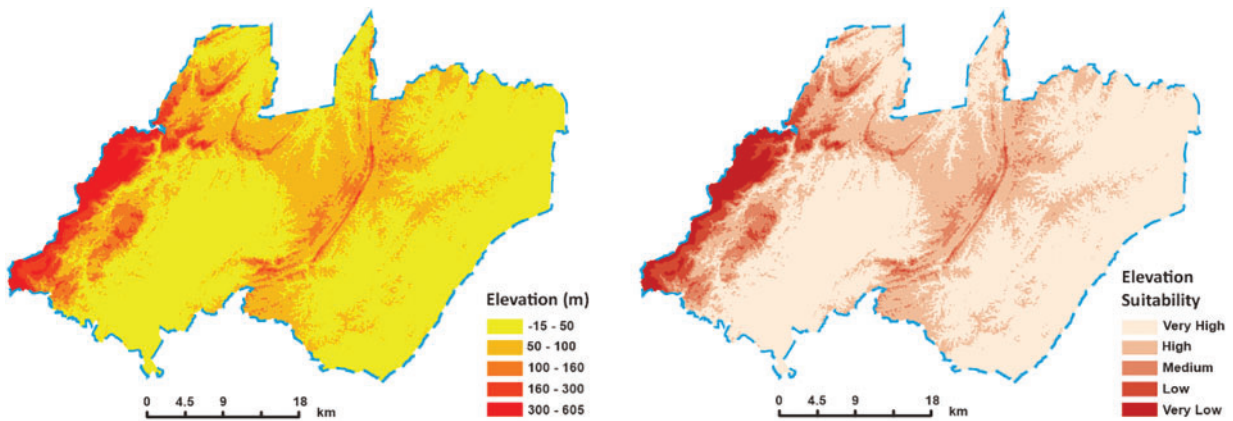 Elevation (m)
-15 - 50
50 - 100
100 - 160
160 - 300
300 - 605
0 4.5 9 18
km
Elevation
Suitability
Very High
High
Medium
Low
Very Low
0 4.5 9 18
km